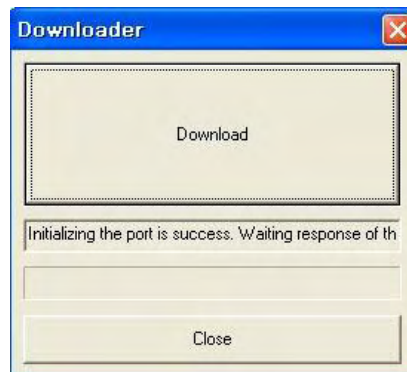 Downloader
Download
Initializing the port is success. Waiting response of th
Close